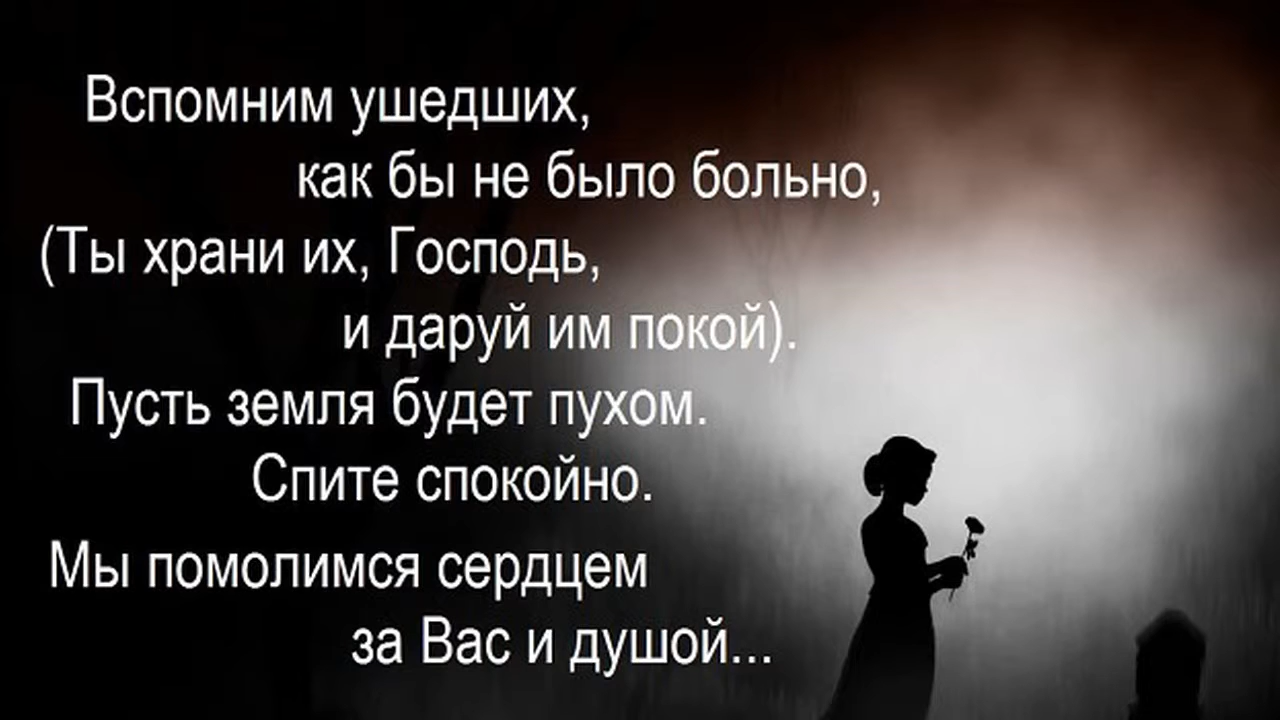 Вспомним ушедших,
как бы не было больно,
(Ты храни их, Господь,
и даруй им покой).
Пусть земля будет пухом.
Спите спокойно.
Мы помолимся сердцем
за Вас и душой...